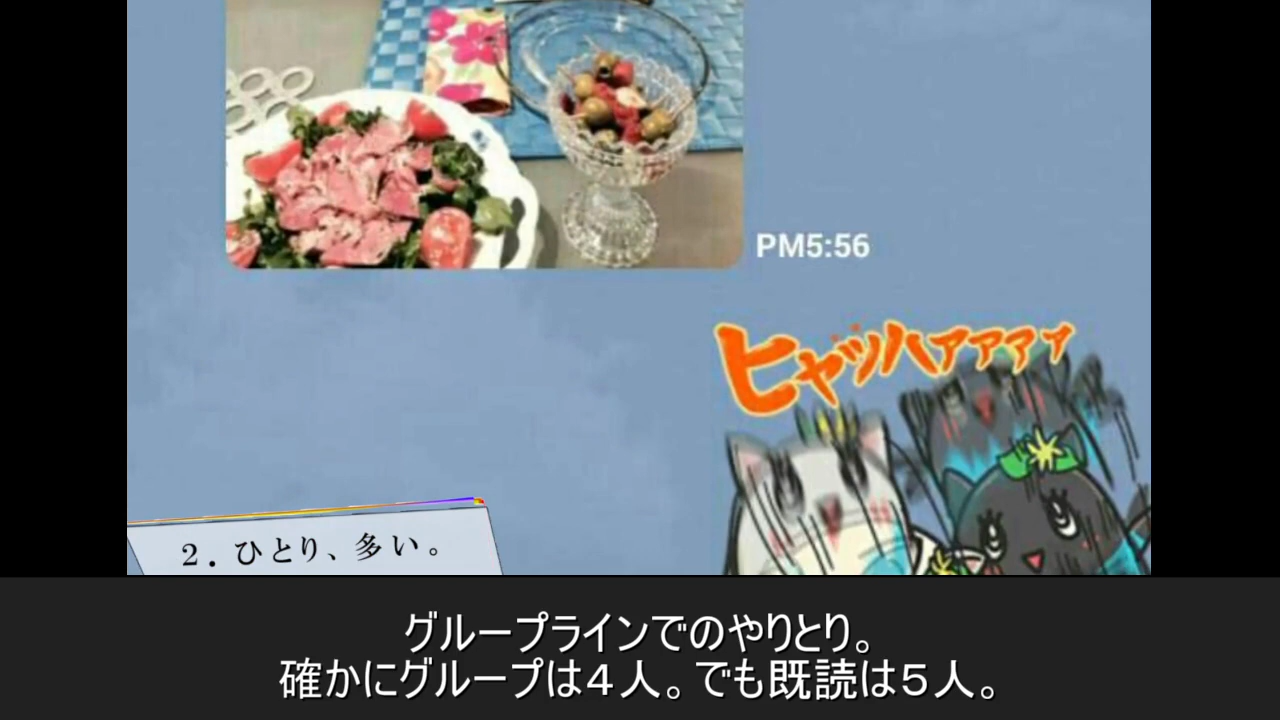 PM5:56
ヒャッハァァァァ
2.ひとり、多い。
グループラインでのやりとり。
確かにグループは4人。でも既読は5人。